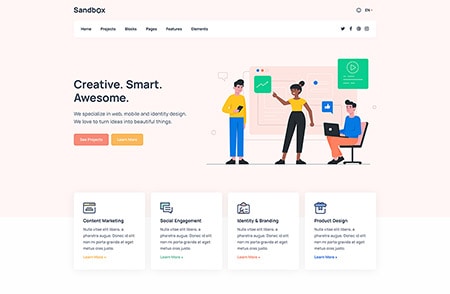 Sandbox
EN
Home Projects Blocks Pages Features Elements
Creative. Smart.
Awesome.
We specialize in web, mobile and identity design.
We love to turn ideas into beautiful things.
See Projects Learn More
Content Marketing
Nulla vitae elit libero, a
pharetra augue. Donec id elit
non mi porta gravida at eget
metus cras justo.
Learn More »
Social Engagement
Nulla vitae elit libero, a
pharetra augue. Donec id elit
non mi porta gravida at eget
metus cras justo.
Learn More »
Identity & Branding
Nulla vitae elit libero, a
pharetra augue. Donec id elit
non mi porta gravida at eget
metus cras justo.
Learn More »
Product Design
Nulla vitae elit libero, a
pharetra augue. Donec id elit
non mi porta gravida at eget
metus cras justo.
Learn More »